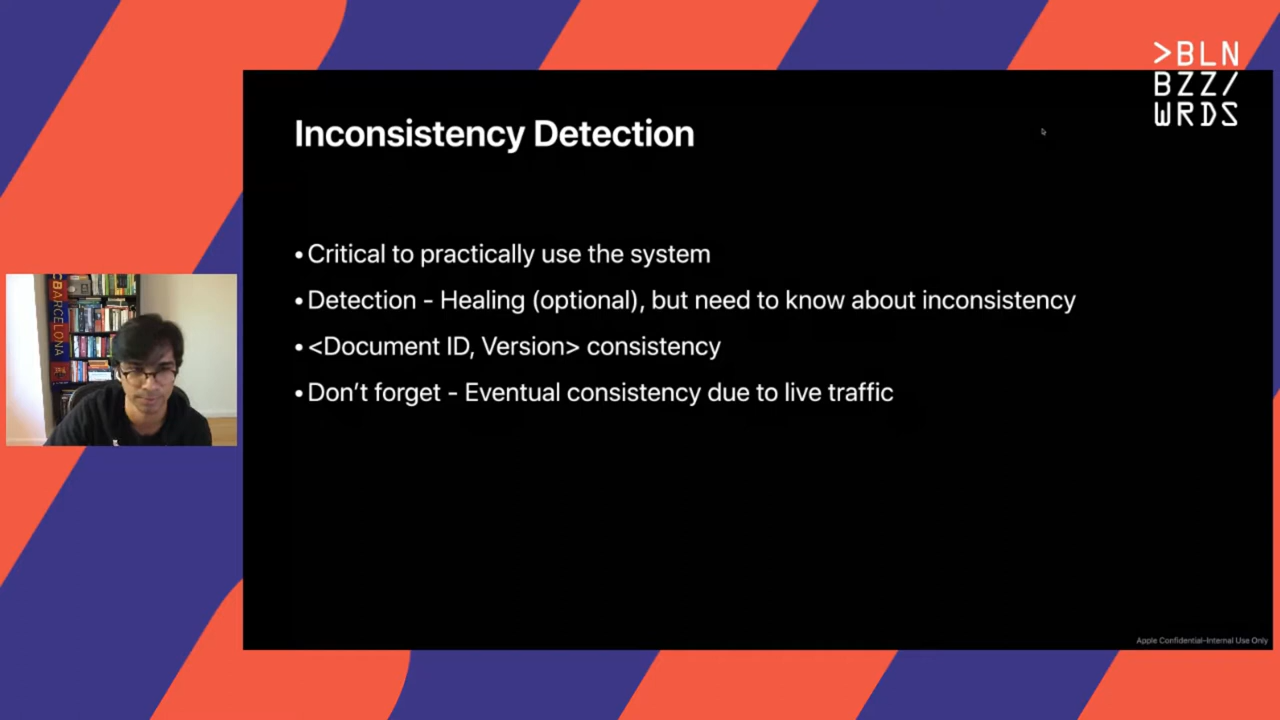 >BLN
BZZ/
WRDS
Inconsistency Detection
• Critical to practically use the system
• Detection - Healing (optional), but need to know about inconsistency
• <Document ID, Version> consistency
• Don’t forget - Eventual consistency due to live traffic
BARCELONA
Apple Confidential–Internal Use Only